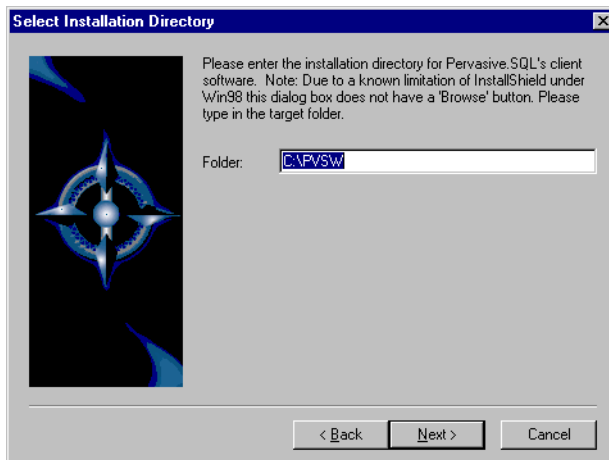 Select Installation Directory
Please enter the installation directory for Pervasive.SQL's client
software. Note: Due to a known limitation of InstallShield under
Win98 this dialog box does not have a 'Browse' button. Please
type in the target folder.
Folder: C:\PVSW
< Back Next > Cancel